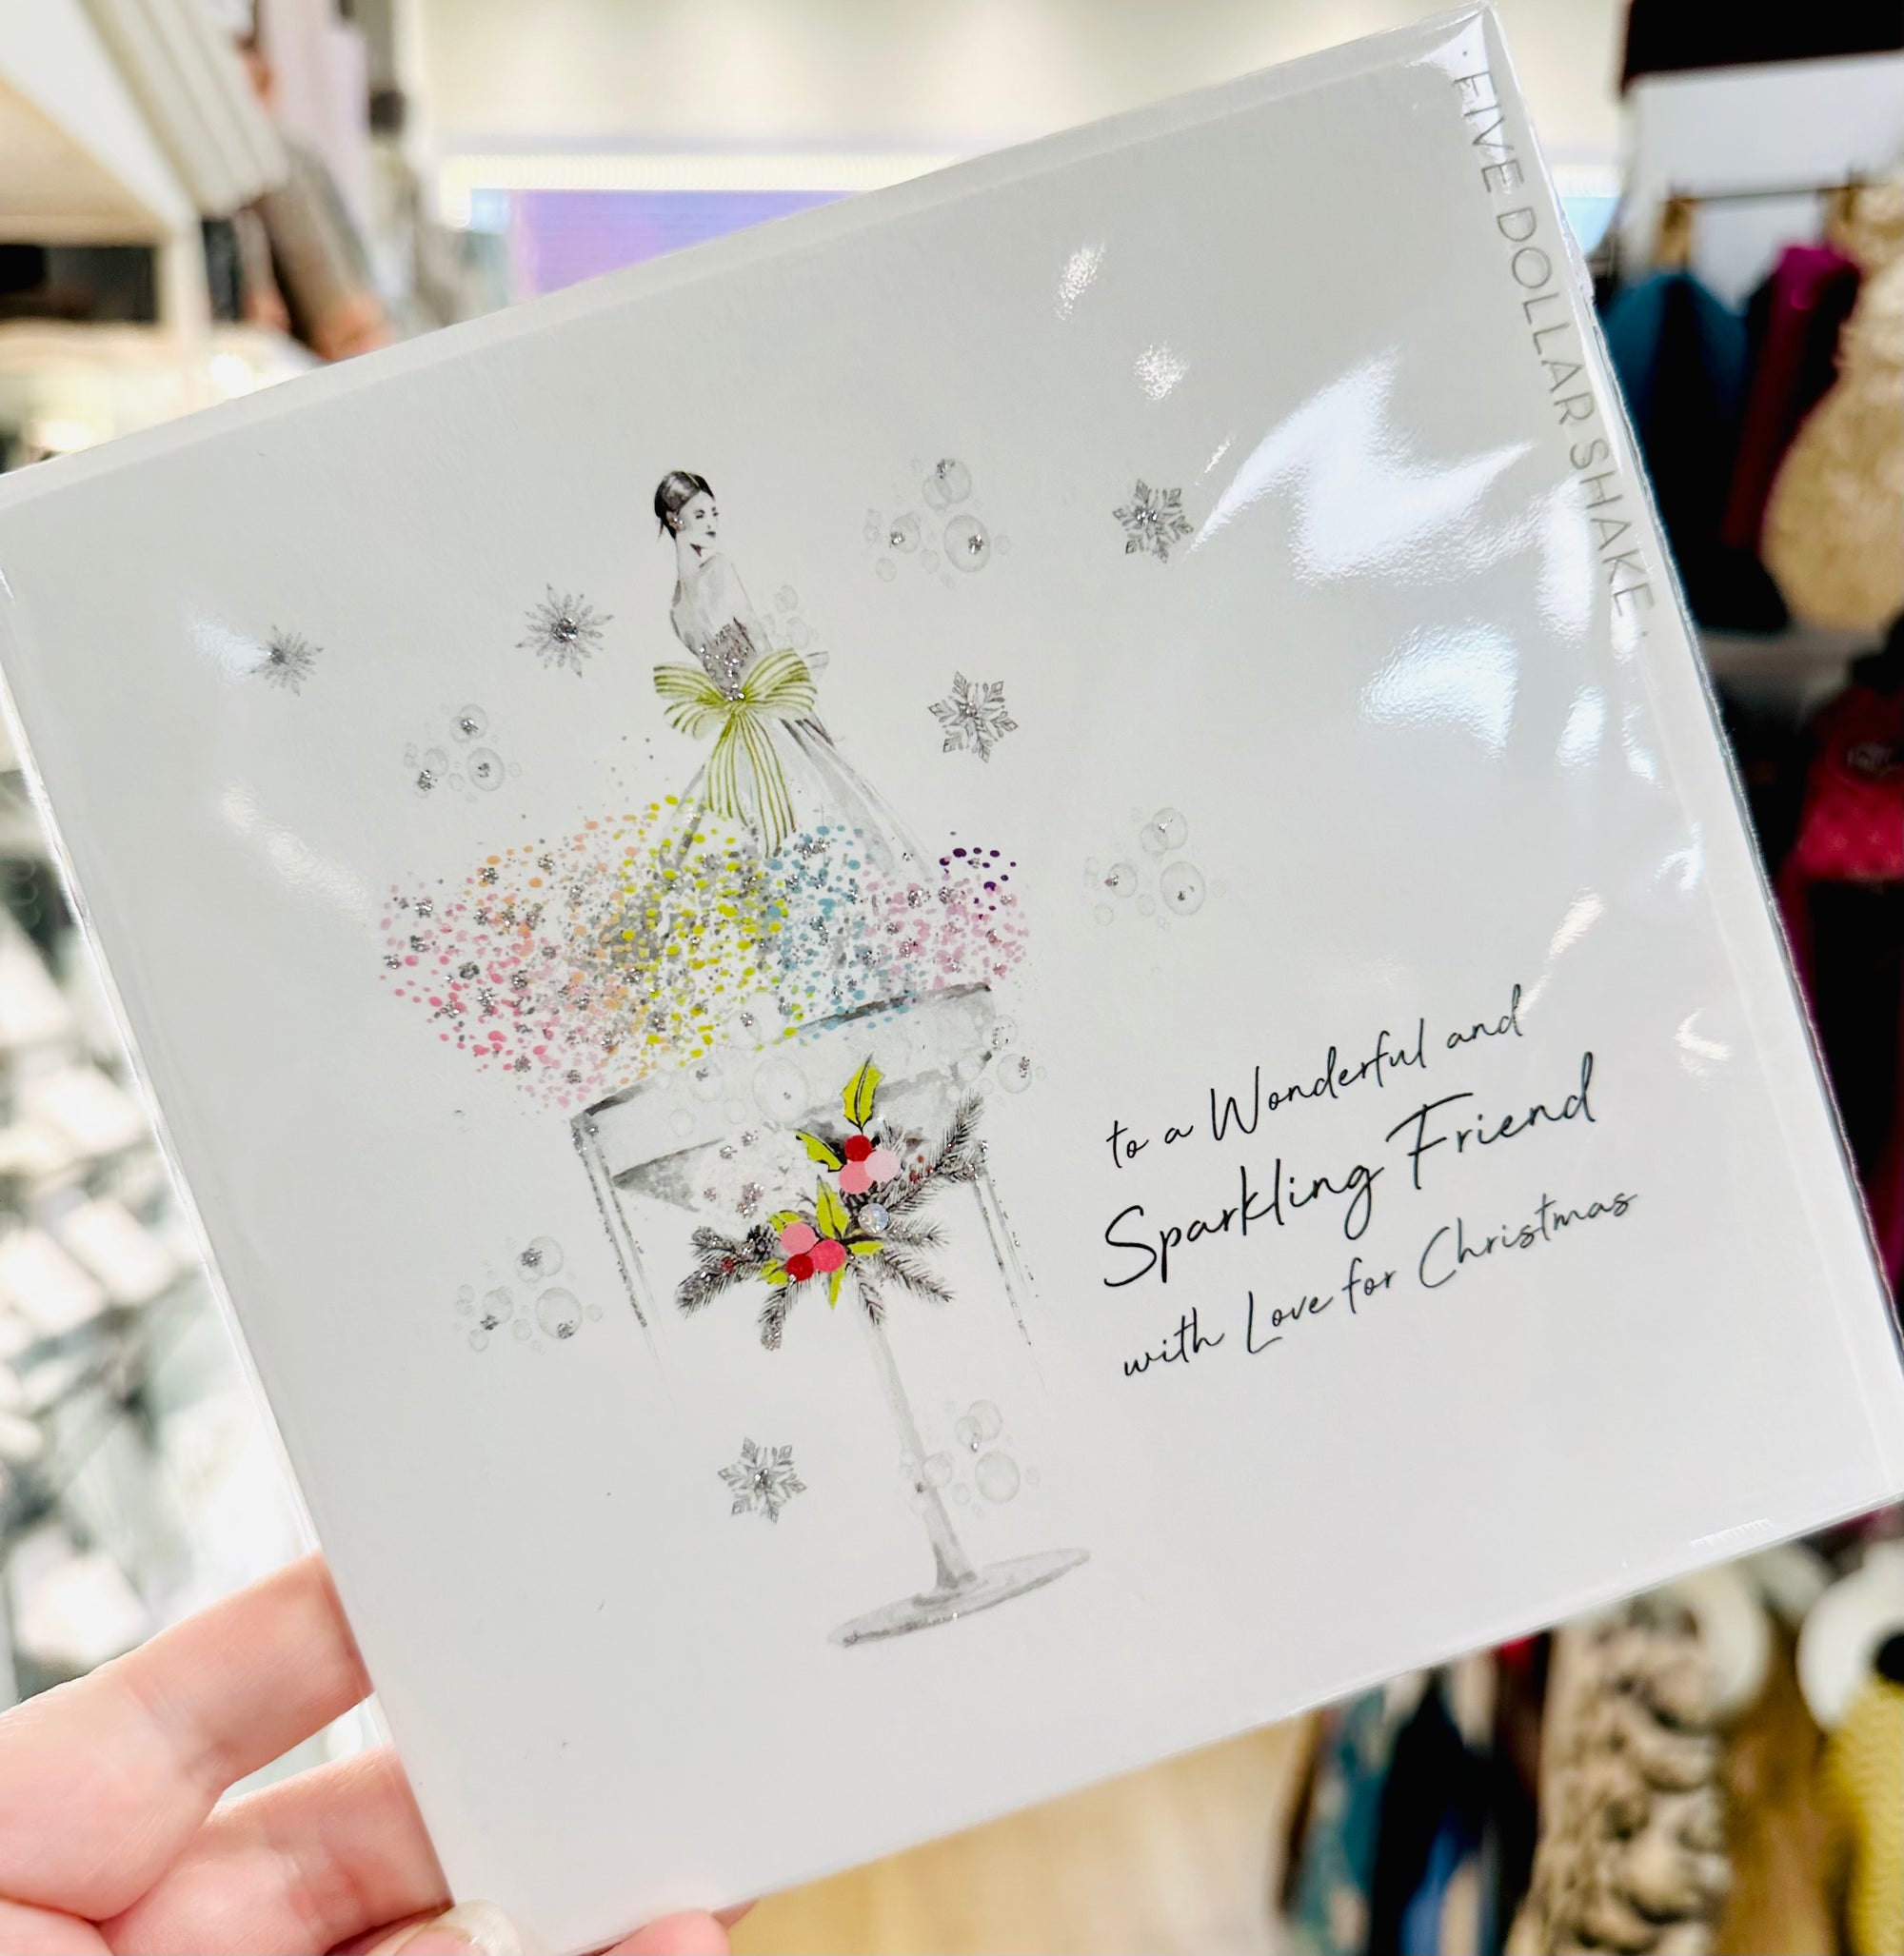 · FIVE DOLLAR SHAKE ·
to a Wonderful and
Sparkling Friend
with Love for Christmas